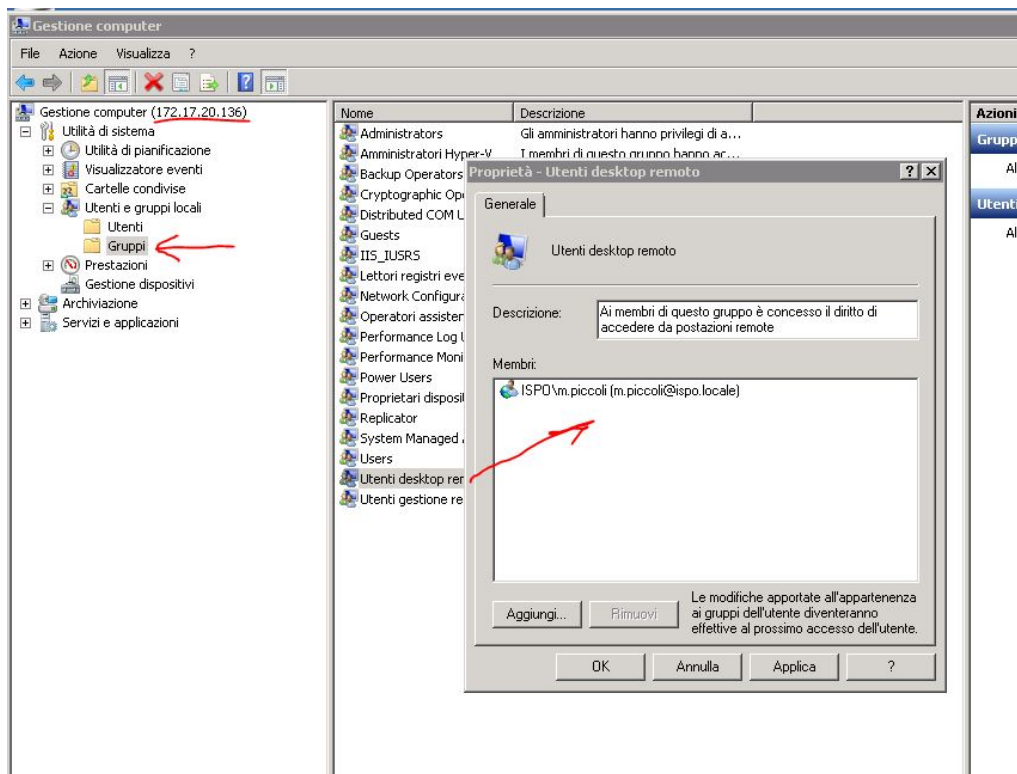 Gestione computer
File Azione Visualizza ?
Gestione computer (172.17.20.136)
Utilità di sistema
Utilità di pianificazione
Visualizzatore eventi
Cartelle condivise
Utenti e gruppi locali
Utenti
Gruppi
Prestazioni
Gestione dispositivi
Archiviazione
Servizi e applicazioni
Nome Descrizione
Administrators Gli amministratori hanno privilegi di a...
Amministratori Hyper-V I membri di questo gruppo hanno ac...
Backup Operators
Cryptographic Ope
Distributed COM U
Guests
IIS_IUSRS
Lettori registri eve
Network Configura
Operatori assisten
Performance Log U
Performance Moni
Power Users
Proprietari disposit
Replicator
System Managed A
Users
Utenti desktop rem
Utenti gestione re
Proprietà - Utenti desktop remoto
Generale
Utenti desktop remoto
Descrizione:
Ai membri di questo gruppo è concesso il diritto di
accedere da postazioni remote
Membri:
ISPO\m.piccoli (m.piccoli@ispo.locale)
Aggiungi... Rimuovi
Le modifiche apportate all'appartenenza
ai gruppi dell'utente diventeranno
effettive al prossimo accesso dell'utente.
OK Annulla Applica ?
Azioni
Grupp
Al
Utenti
Al